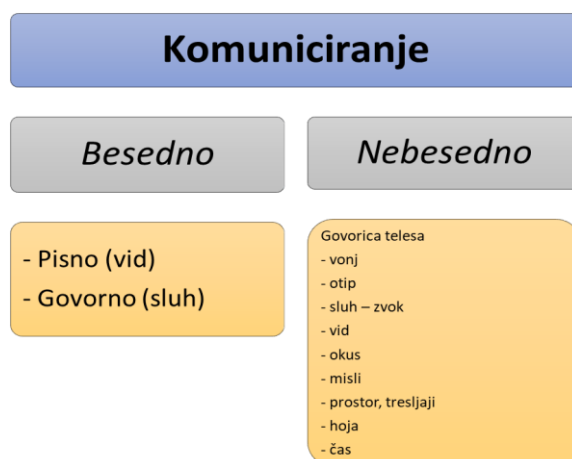 Komuniciranje
Besedno
Nebesedno
- Pisno (vid)
- Govorno (sluh)
Govorica telesa
- vonj
- otip
- sluh – zvok
- vid
- okus
- misli
- prostor, tresljaji
- hoja
- čas